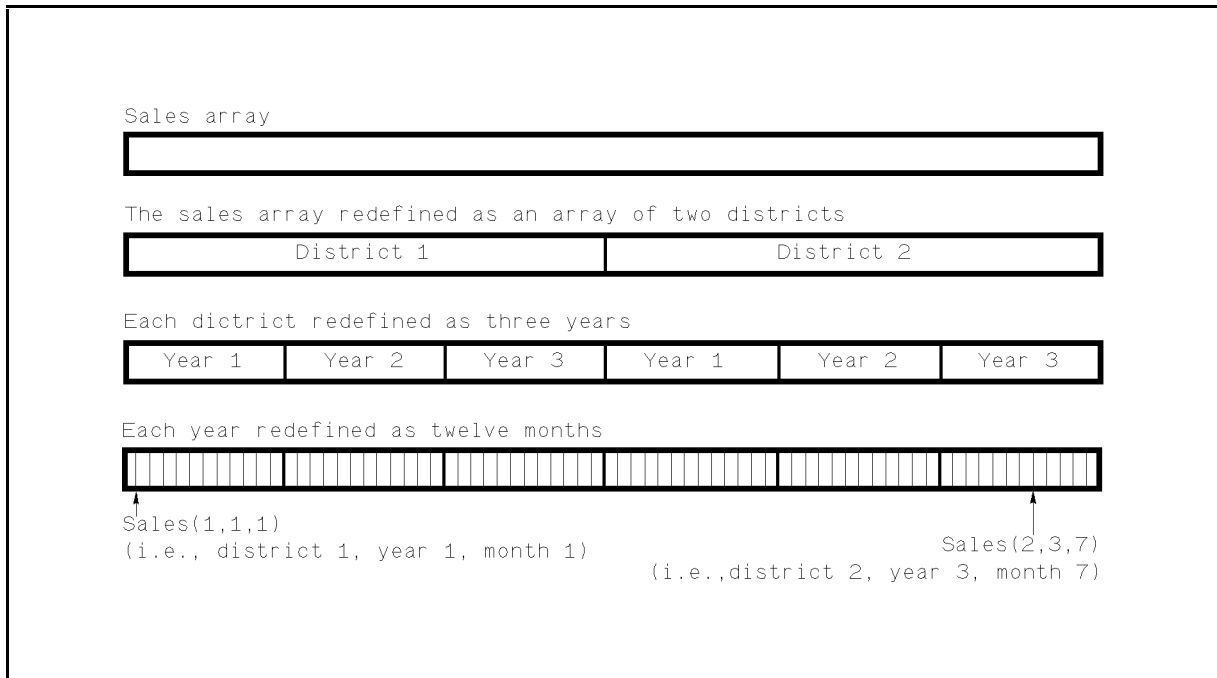 Sales array
The sales array redefined as an array of two districts
District 1 District 2
Each dictrict redefined as three years
Year 1 Year 2 Year 3 Year 1 Year 2 Year 3
Each year redefined as twelve months
Sales(1,1,1)
(i.e., district 1, year 1, month 1)
Sales(2,3,7)
(i.e.,district 2, year 3, month 7)